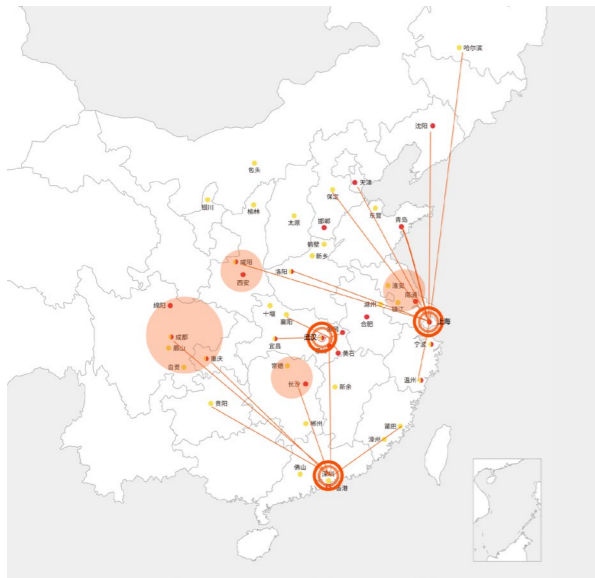 哈尔滨
沈阳
包头
天津
保定
银川
榆林
东营
太原
邯郸
青岛
鹤壁
新乡
咸阳
洛阳
西安
淮安
南通
镇江
滁州
绵阳
十堰
襄阳
合肥
上海
成都
武汉
宜昌
黄石
宁波
眉山
重庆
自贡
常德
温州
长沙
新余
贵阳
郴州
莆田
漳州
佛山
深圳
香港